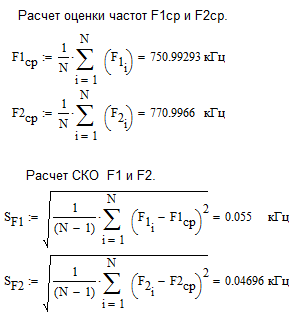 Расчет оценки частот F1ср и F2ср.
F1ср := 1/N · ∑(i = 1..N) (F1i) = 750.99293 кГц
F2ср := 1/N · ∑(i = 1..N) (F2i) = 770.9966 кГц
Расчет СКО F1 и F2.
SF1 := √(1/(N − 1) · ∑(i = 1..N) (F1i − F1ср)²) = 0.055 кГц
SF2 := √(1/(N − 1) · ∑(i = 1..N) (F2i − F2ср)²) = 0.04696 кГц